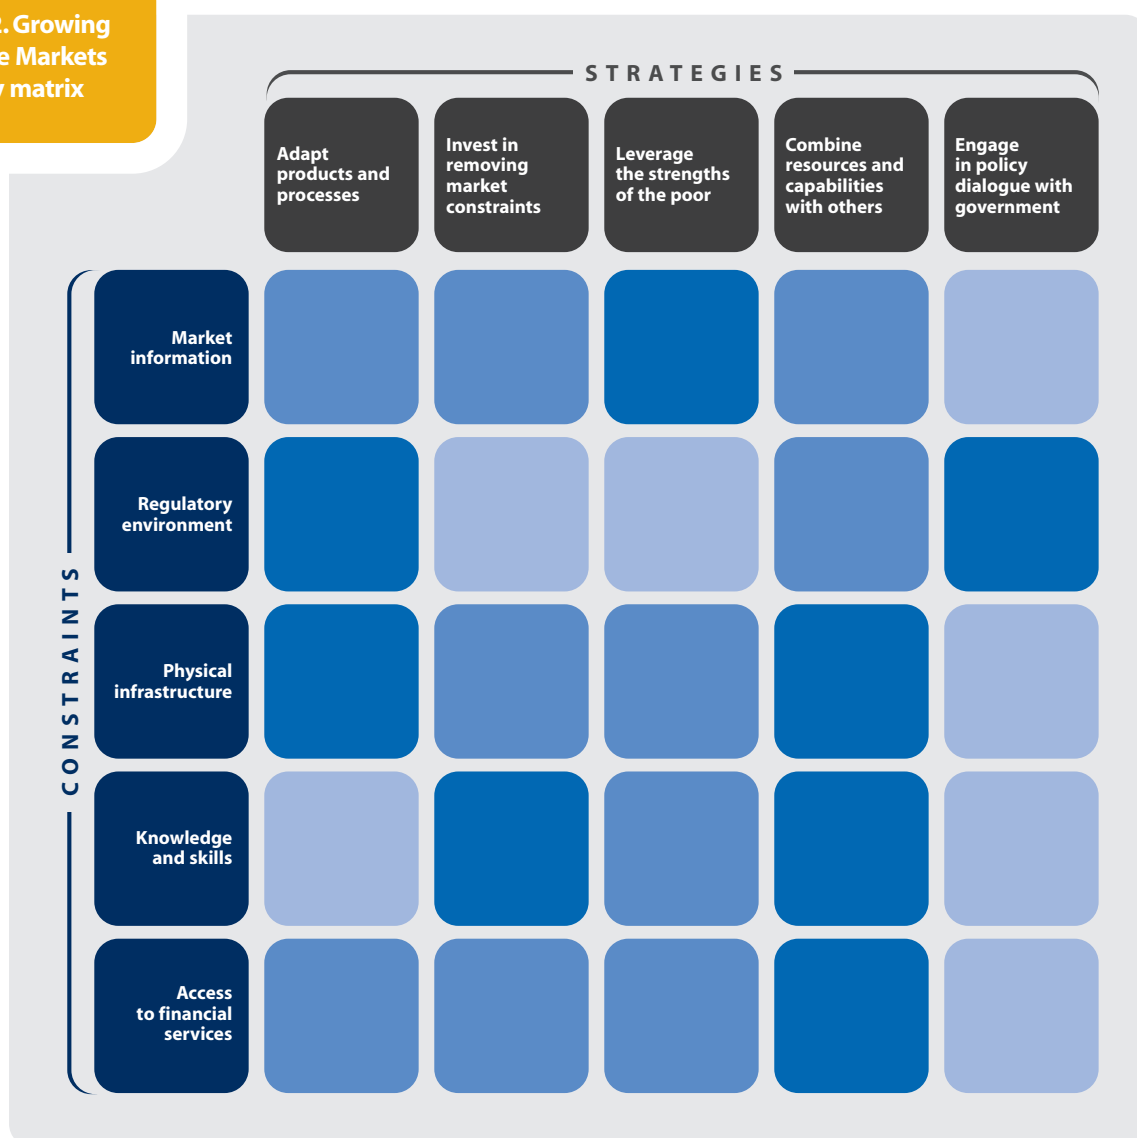 2. Growing
e Markets
y matrix
STRATEGIES
Adapt
products and
processes
Invest in
removing
market
constraints
Leverage
the strengths
of the poor
Combine
resources and
capabilities
with others
Engage
in policy
dialogue with
government
CONSTRAINTS
Market
information
Regulatory
environment
Physical
infrastructure
Knowledge
and skills
Access
to financial
services